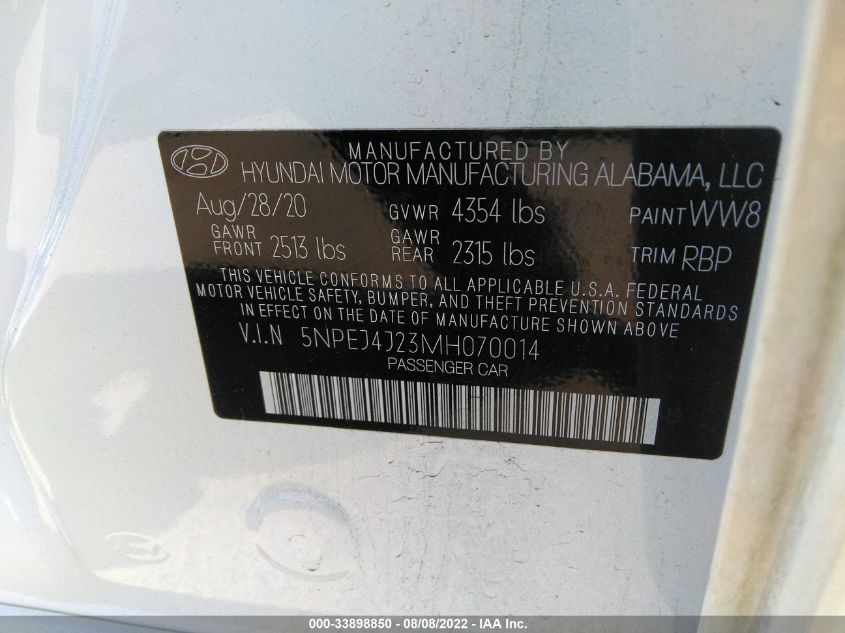 MANUFACTURED BY
HYUNDAI MOTOR MANUFACTURING ALABAMA, LLC
Aug/28/20 GVWR 4354 lbs PAINT WW8
GAWR FRONT 2513 lbs GAWR REAR 2315 lbs TRIM RBP
THIS VEHICLE CONFORMS TO ALL APPLICABLE U.S.A. FEDERAL
MOTOR VEHICLE SAFETY, BUMPER, AND THEFT PREVENTION STANDARDS
IN EFFECT ON THE DATE OF MANUFACTURE SHOWN ABOVE
V.I.N 5NPEJ4J23MH070014
PASSENGER CAR
000-33898850 - 08/08/2022 - IAA Inc.